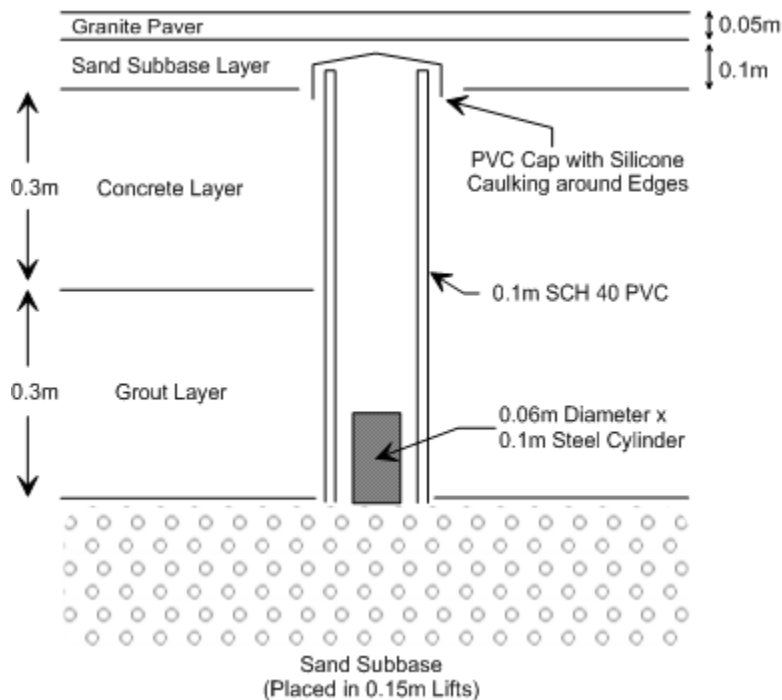 Granite Paver
0.05m
Sand Subbase Layer
0.1m
PVC Cap with Silicone
Caulking around Edges
0.3m
Concrete Layer
0.1m SCH 40 PVC
0.3m
Grout Layer
0.06m Diameter x
0.1m Steel Cylinder
Sand Subbase
(Placed in 0.15m Lifts)